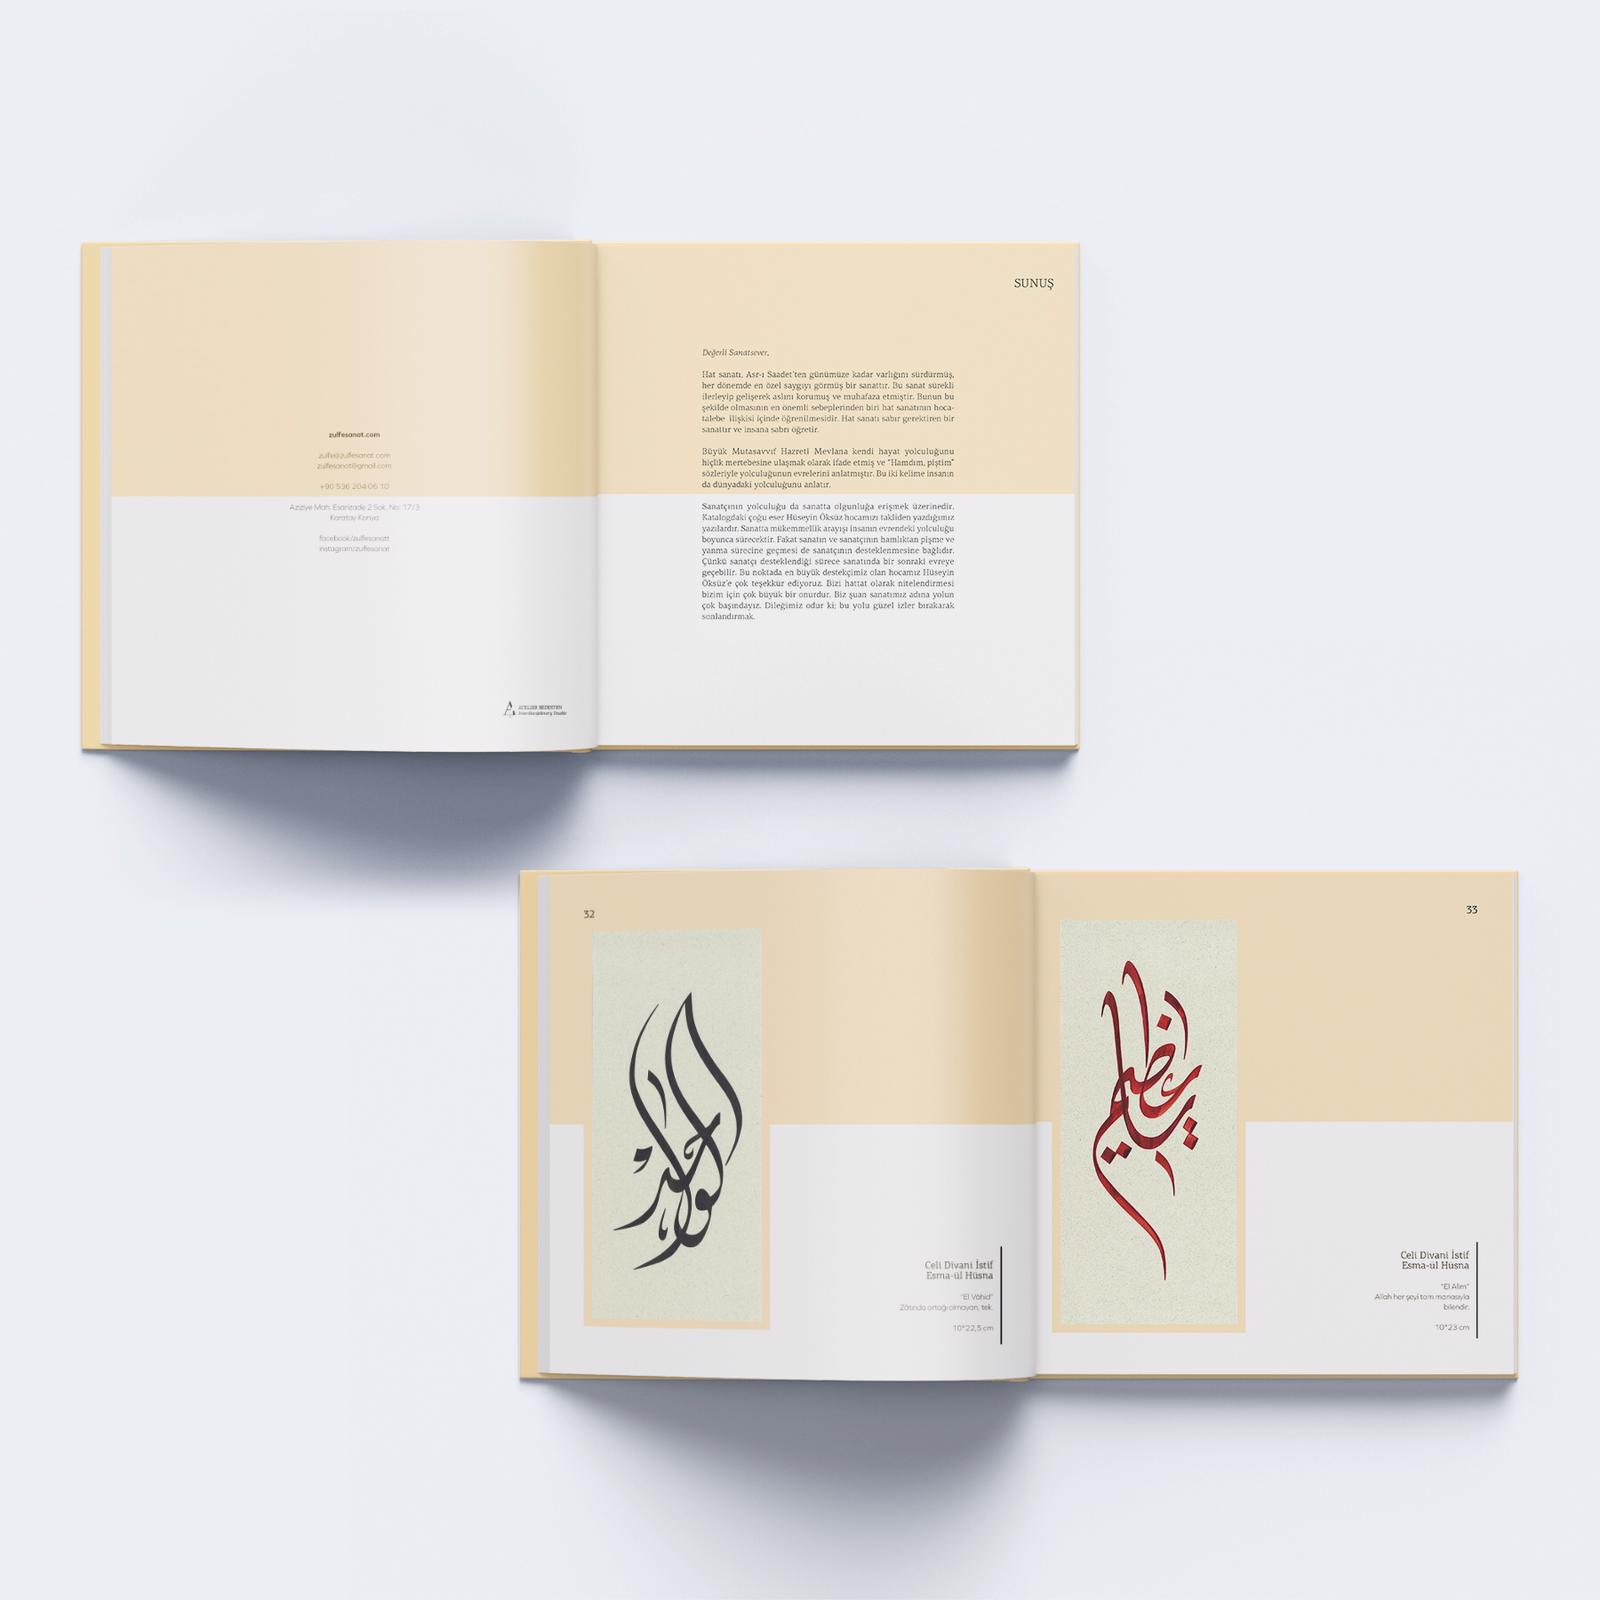 zulfesanat.com
zulfe@zulfesanat.com
zulfesanat@gmail.com
+90 536 204 06 10
Aziziye Mah. Esarizade 2 Sok. No: 17/3
Karatay Konya
facebook/zulfesanatt
instagram/zulfesanat
ATELIER BEDESTEN
Interdisciplinary Studio
SUNUŞ
Değerli Sanatsever,
Hat sanatı, Asr-ı Saadet'ten günümüze kadar varlığını sürdürmüş,
her dönemde en özel saygıyı görmüş bir sanattır. Bu sanat sürekli
ilerleyip gelişerek aslını korumuş ve muhafaza etmiştir. Bunun bu
şekilde olmasının en önemli sebeplerinden biri hat sanatının hoca-
talebe ilişkisi içinde öğrenilmesidir. Hat sanatı sabır gerektiren bir
sanattır ve insana sabrı öğretir.
Büyük Mutasavvıf Hazreti Mevlana kendi hayat yolculuğunu
hiçlik mertebesine ulaşmak olarak ifade etmiş ve "Hamdım, piştim"
sözleriyle yolculuğunun evrelerini anlatmıştır. Bu iki kelime insanın
da dünyadaki yolculuğunu anlatır.
Sanatçının yolculuğu da sanatta olgunluğa erişmek üzerinedir.
Katalogdaki çoğu eser Hüseyin Öksüz hocamızı takliden yazdığımız
yazılardır. Sanatta mükemmellik arayışı insanın evrendeki yolculuğu
boyunca sürecektir. Fakat sanatın ve sanatçının hamlıktan pişme ve
yanma sürecine geçmesi de sanatçının desteklenmesine bağlıdır.
Çünkü sanatçı desteklendiği sürece sanatında bir sonraki evreye
geçebilir. Bu noktada en büyük destekçimiz olan hocamız Hüseyin
Öksüz'e çok teşekkür ediyoruz. Bizi hattat olarak nitelendirmesi
bizim için çok büyük bir onurdur. Biz şuan sanatımız adına yolun
çok başındayız. Dileğimiz odur ki; bu yolu güzel izler bırakarak
sonlandırmak.
32
Celi Divani İstif
Esma-ül Hüsna
"El Vâhid"
Zâtında ortağı olmayan, tek.
10*22,5 cm
33
Celi Divani İstif
Esma-ül Hüsna
"El Alim"
Allah her şeyi tam manasıyla
bilendir.
10*23 cm